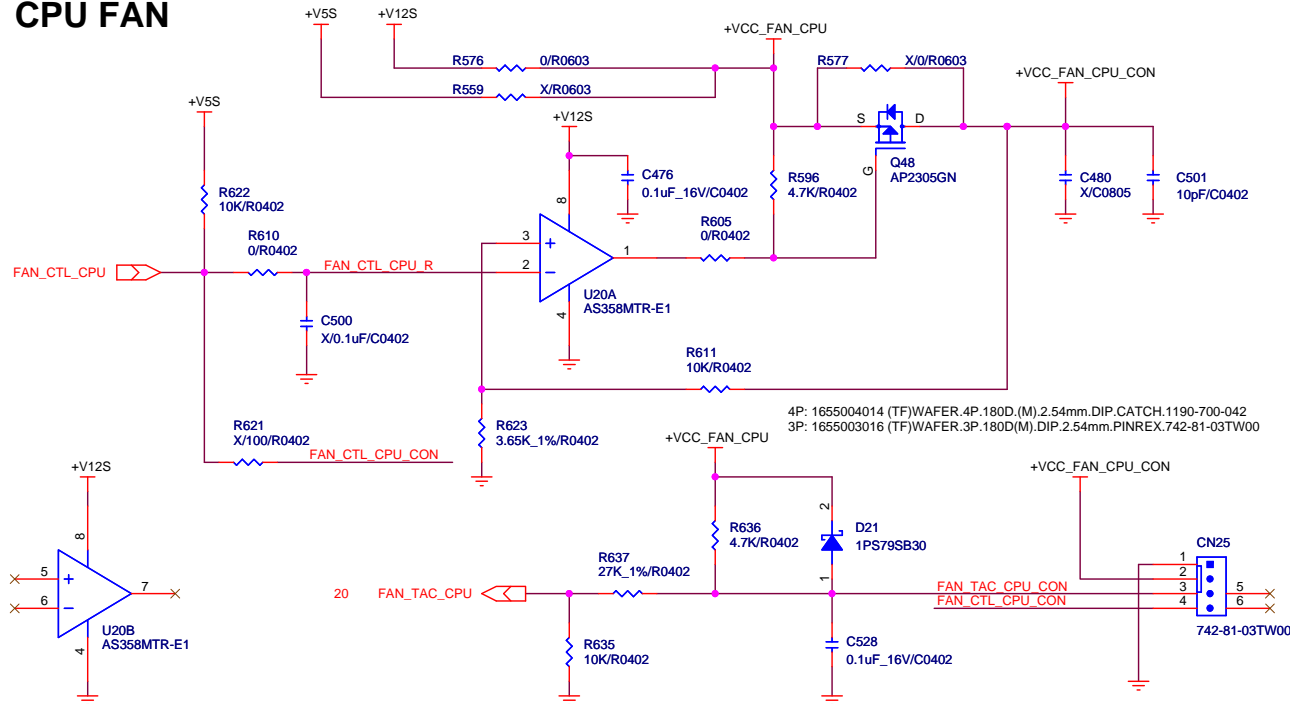 CPU FAN
+V5S
+V12S
+VCC_FAN_CPU
R576
0/R0603
R559
X/R0603
R577
X/0/R0603
+VCC_FAN_CPU_CON
+V5S
+V12S
S
D
G
Q48
AP2305GN
C476
0.1uF_16V/C0402
R596
4.7K/R0402
C480
X/C0805
C501
10pF/C0402
R622
10K/R0402
8
R605
0/R0402
R610
0/R0402
3
+
1
FAN_CTL_CPU
FAN_CTL_CPU_R
2
−
U20A
AS358MTR-E1
4
C500
X/0.1uF/C0402
R611
10K/R0402
4P: 1655004014 (TF)WAFER.4P.180D.(M).2.54mm.DIP.CATCH.1190-700-042
3P: 1655003016 (TF)WAFER.3P.180D(M).DIP.2.54mm.PINREX.742-81-03TW00
R621
X/100/R0402
FAN_CTL_CPU_CON
R623
3.65K_1%/R0402
+VCC_FAN_CPU
+VCC_FAN_CPU_CON
+V12S
8
5
+
7
6
−
4
U20B
AS358MTR-E1
R636
4.7K/R0402
2
D21
1PS79SB30
1
CN25
R637
27K_1%/R0402
20
FAN_TAC_CPU
FAN_TAC_CPU_CON
FAN_CTL_CPU_CON
1
2
3
4
5
6
742-81-03TW00
R635
10K/R0402
C528
0.1uF_16V/C0402